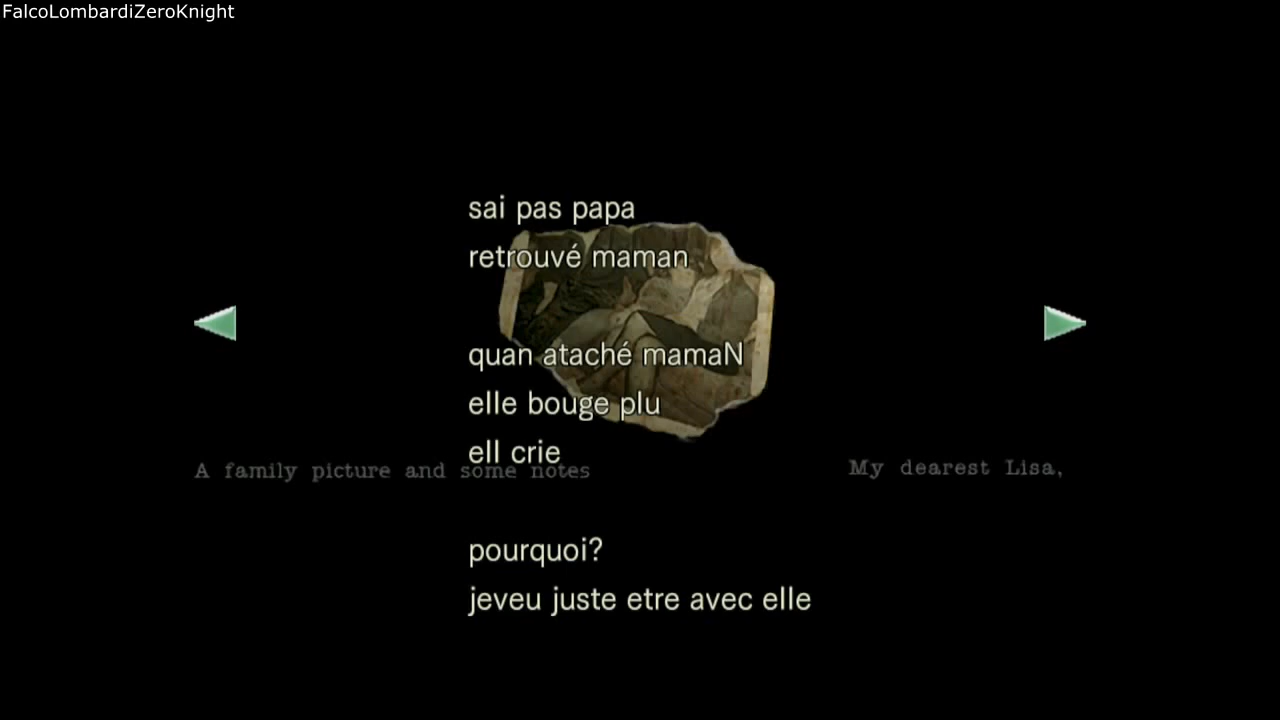 FalcoLombardiZeroKnight
sai pas papa
retrouvé maman
quan ataché mamaN
elle bouge plu
ell crie
A family picture and some notes
My dearest Lisa,
pourquoi?
jeveu juste etre avec elle